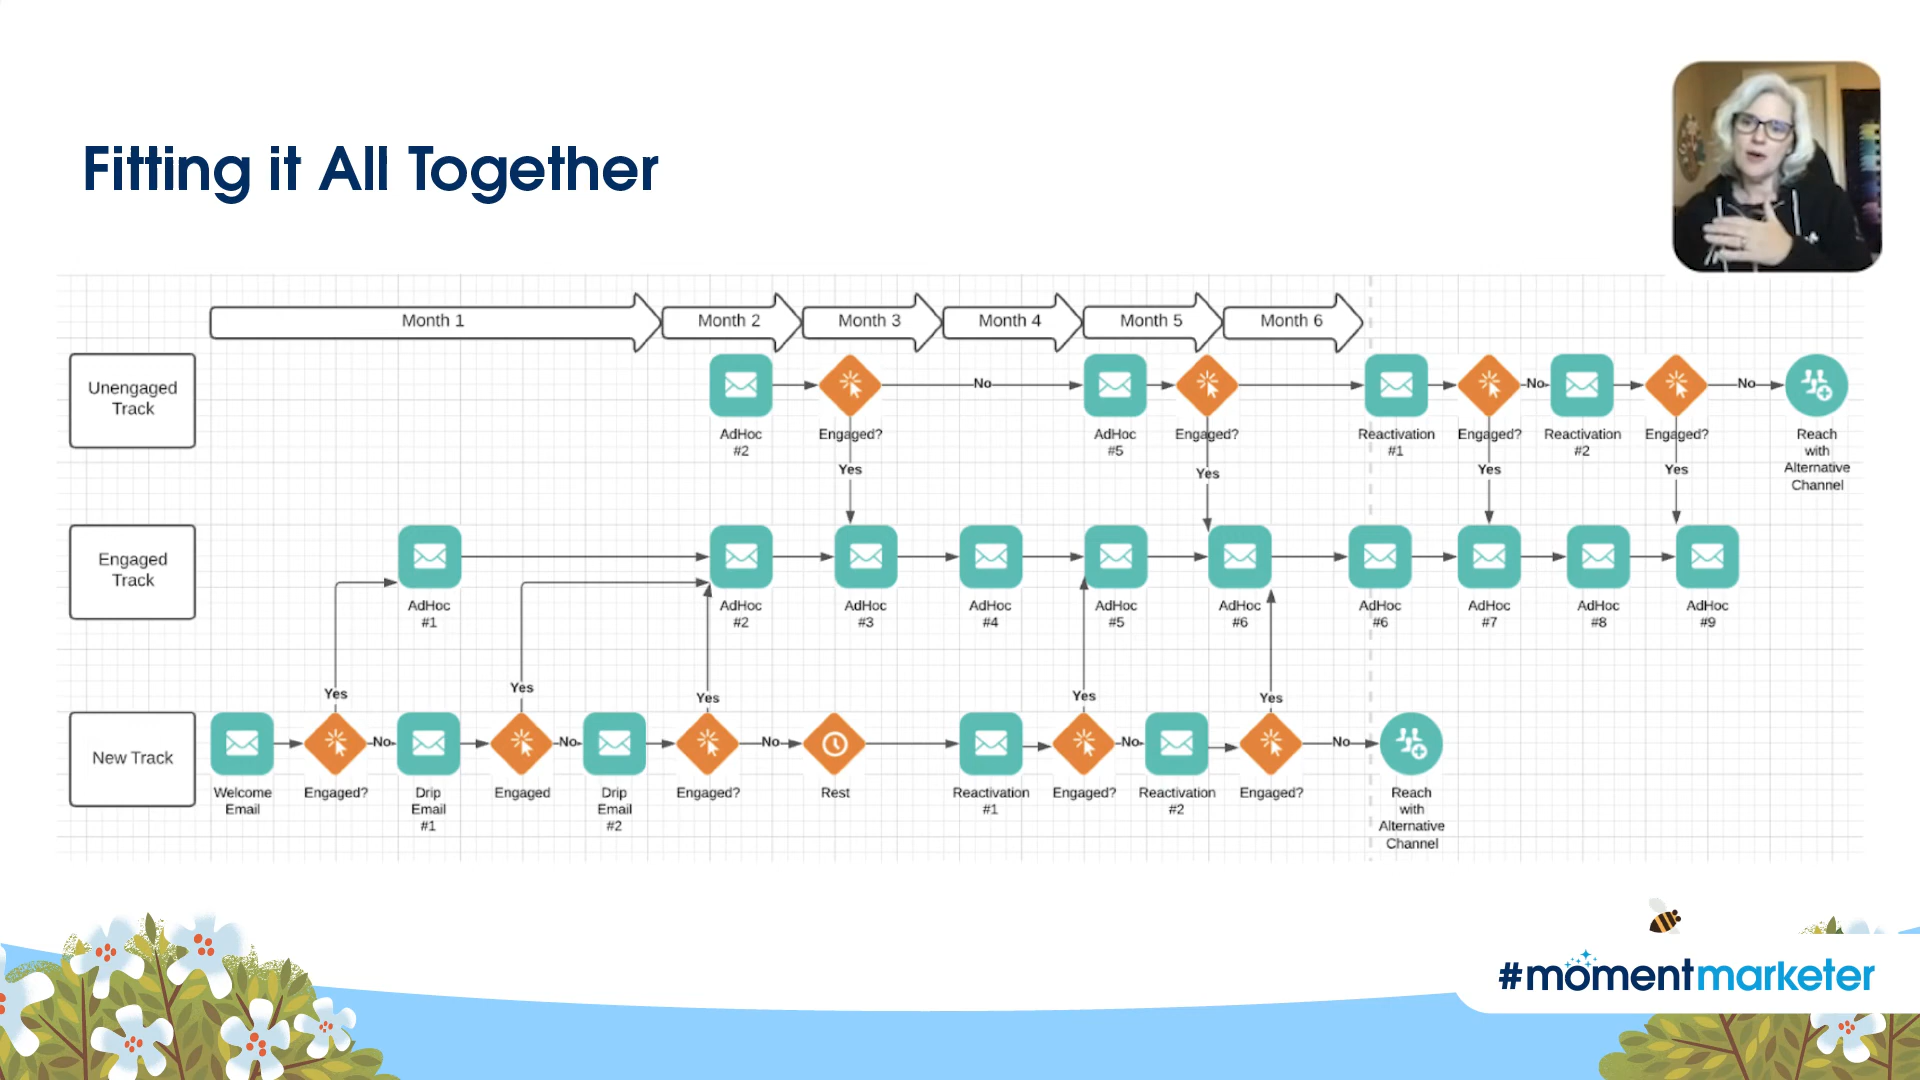 Fitting it All Together
Month 1
Month 2
Month 3
Month 4
Month 5
Month 6
Unengaged
Track
No
No
No
AdHoc
#2
Engaged?
AdHoc
#5
Engaged?
Reactivation
#1
Engaged?
Reactivation
#2
Engaged?
Reach
with
Alternative
Channel
Yes
Yes
Yes
Yes
Engaged
Track
AdHoc
#1
AdHoc
#2
AdHoc
#3
AdHoc
#4
AdHoc
#5
AdHoc
#6
AdHoc
#6
AdHoc
#7
AdHoc
#8
AdHoc
#9
Yes
Yes
Yes
Yes
Yes
New Track
No
No
No
No
No
Welcome
Email
Engaged?
Drip
Email
#1
Engaged
Drip
Email
#2
Engaged?
Rest
Reactivation
#1
Engaged?
Reactivation
#2
Engaged?
Reach
with
Alternative
Channel
#momentmarketer